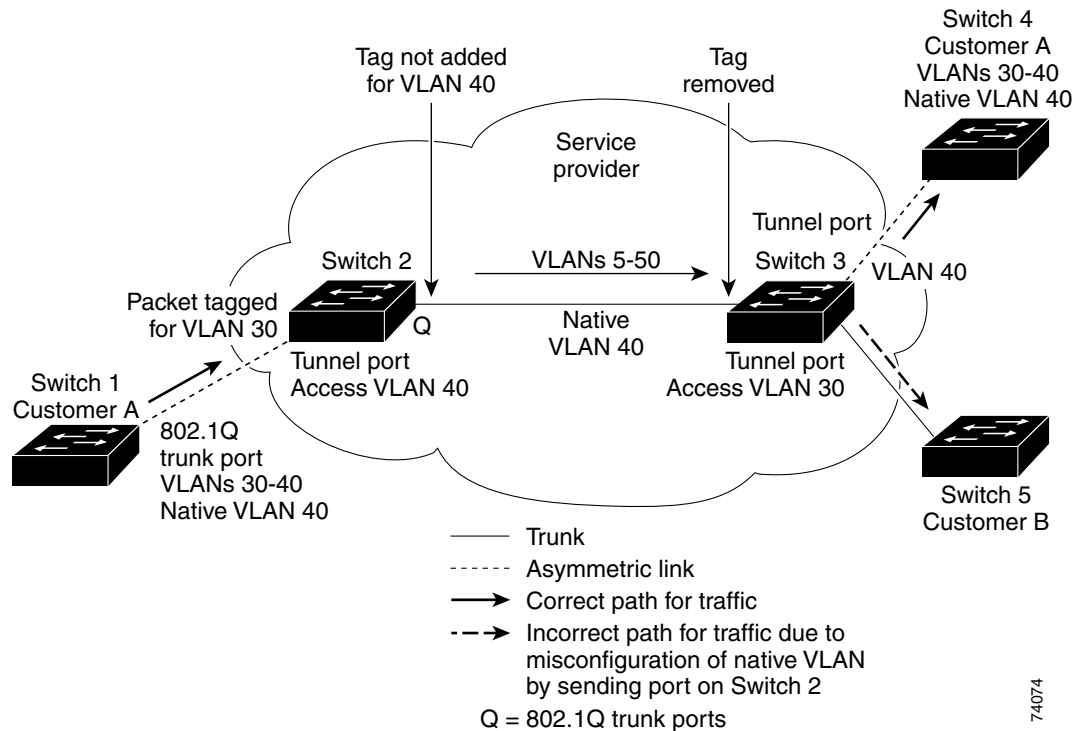 Tag not added
for VLAN 40
Tag
removed
Switch 4
Customer A
VLANs 30-40
Native VLAN 40
Service
provider
Tunnel port
Switch 2
VLANs 5-50
Switch 3
VLAN 40
Packet tagged
for VLAN 30
Q
Native
VLAN 40
Tunnel port
Access VLAN 40
Tunnel port
Access VLAN 30
Switch 1
Customer A
802.1Q
trunk port
VLANs 30-40
Native VLAN 40
Switch 5
Customer B
Trunk
Asymmetric link
Correct path for traffic
Incorrect path for traffic due to
misconfiguration of native VLAN
by sending port on Switch 2
Q = 802.1Q trunk ports
74074